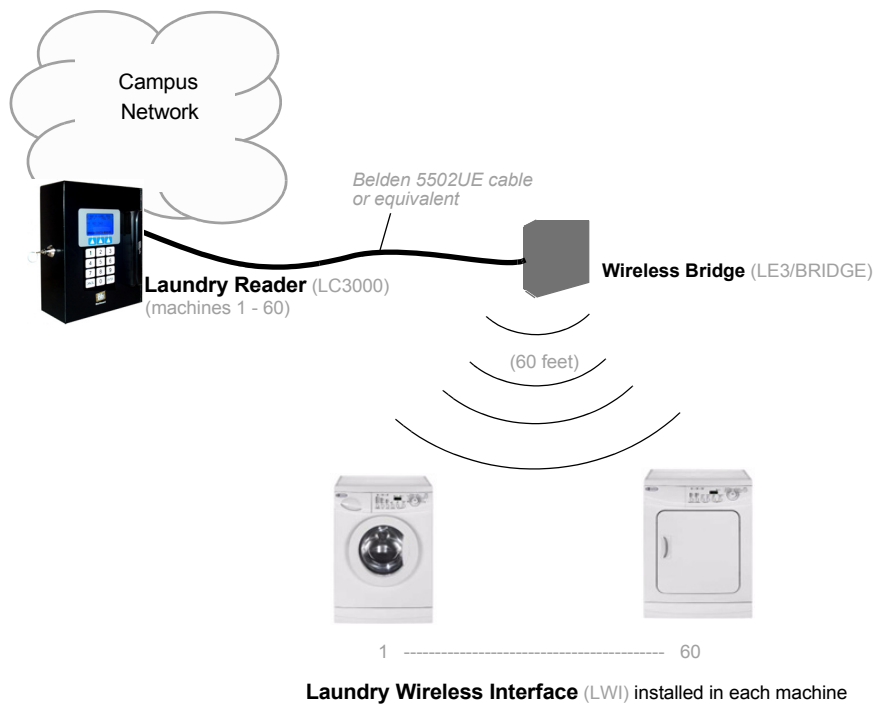 Campus
Network
Belden 5502UE cable
or equivalent
Wireless Bridge (LE3/BRIDGE)
Laundry Reader (LC3000)
(machines 1 - 60)
(60 feet)
1 ------------------------------------------ 60
Laundry Wireless Interface (LWI) installed in each machine